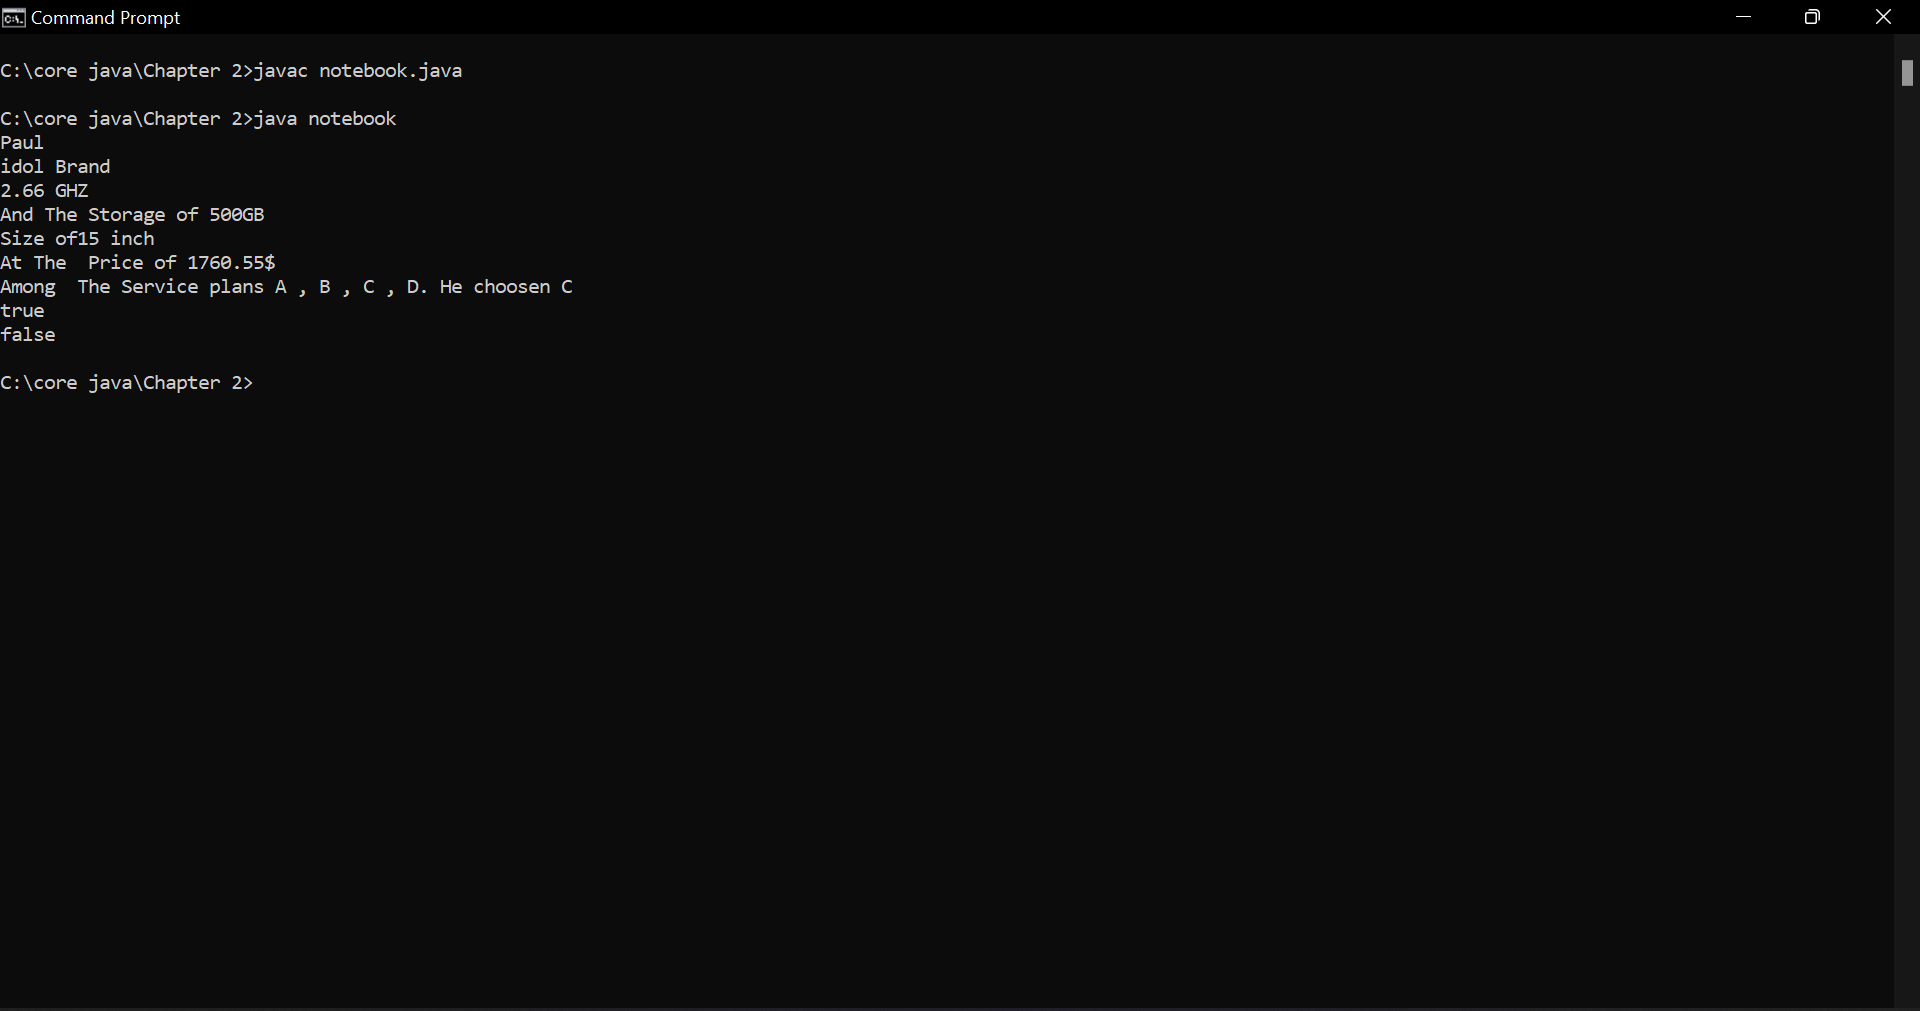 Command Prompt
C:\core java\Chapter 2>javac notebook.java
C:\core java\Chapter 2>java notebook
Paul
idol Brand
2.66 GHZ
And The Storage of 500GB
Size of15 inch
At The  Price of 1760.55$
Among  The Service plans A , B , C , D. He choosen C
true
false
C:\core java\Chapter 2>